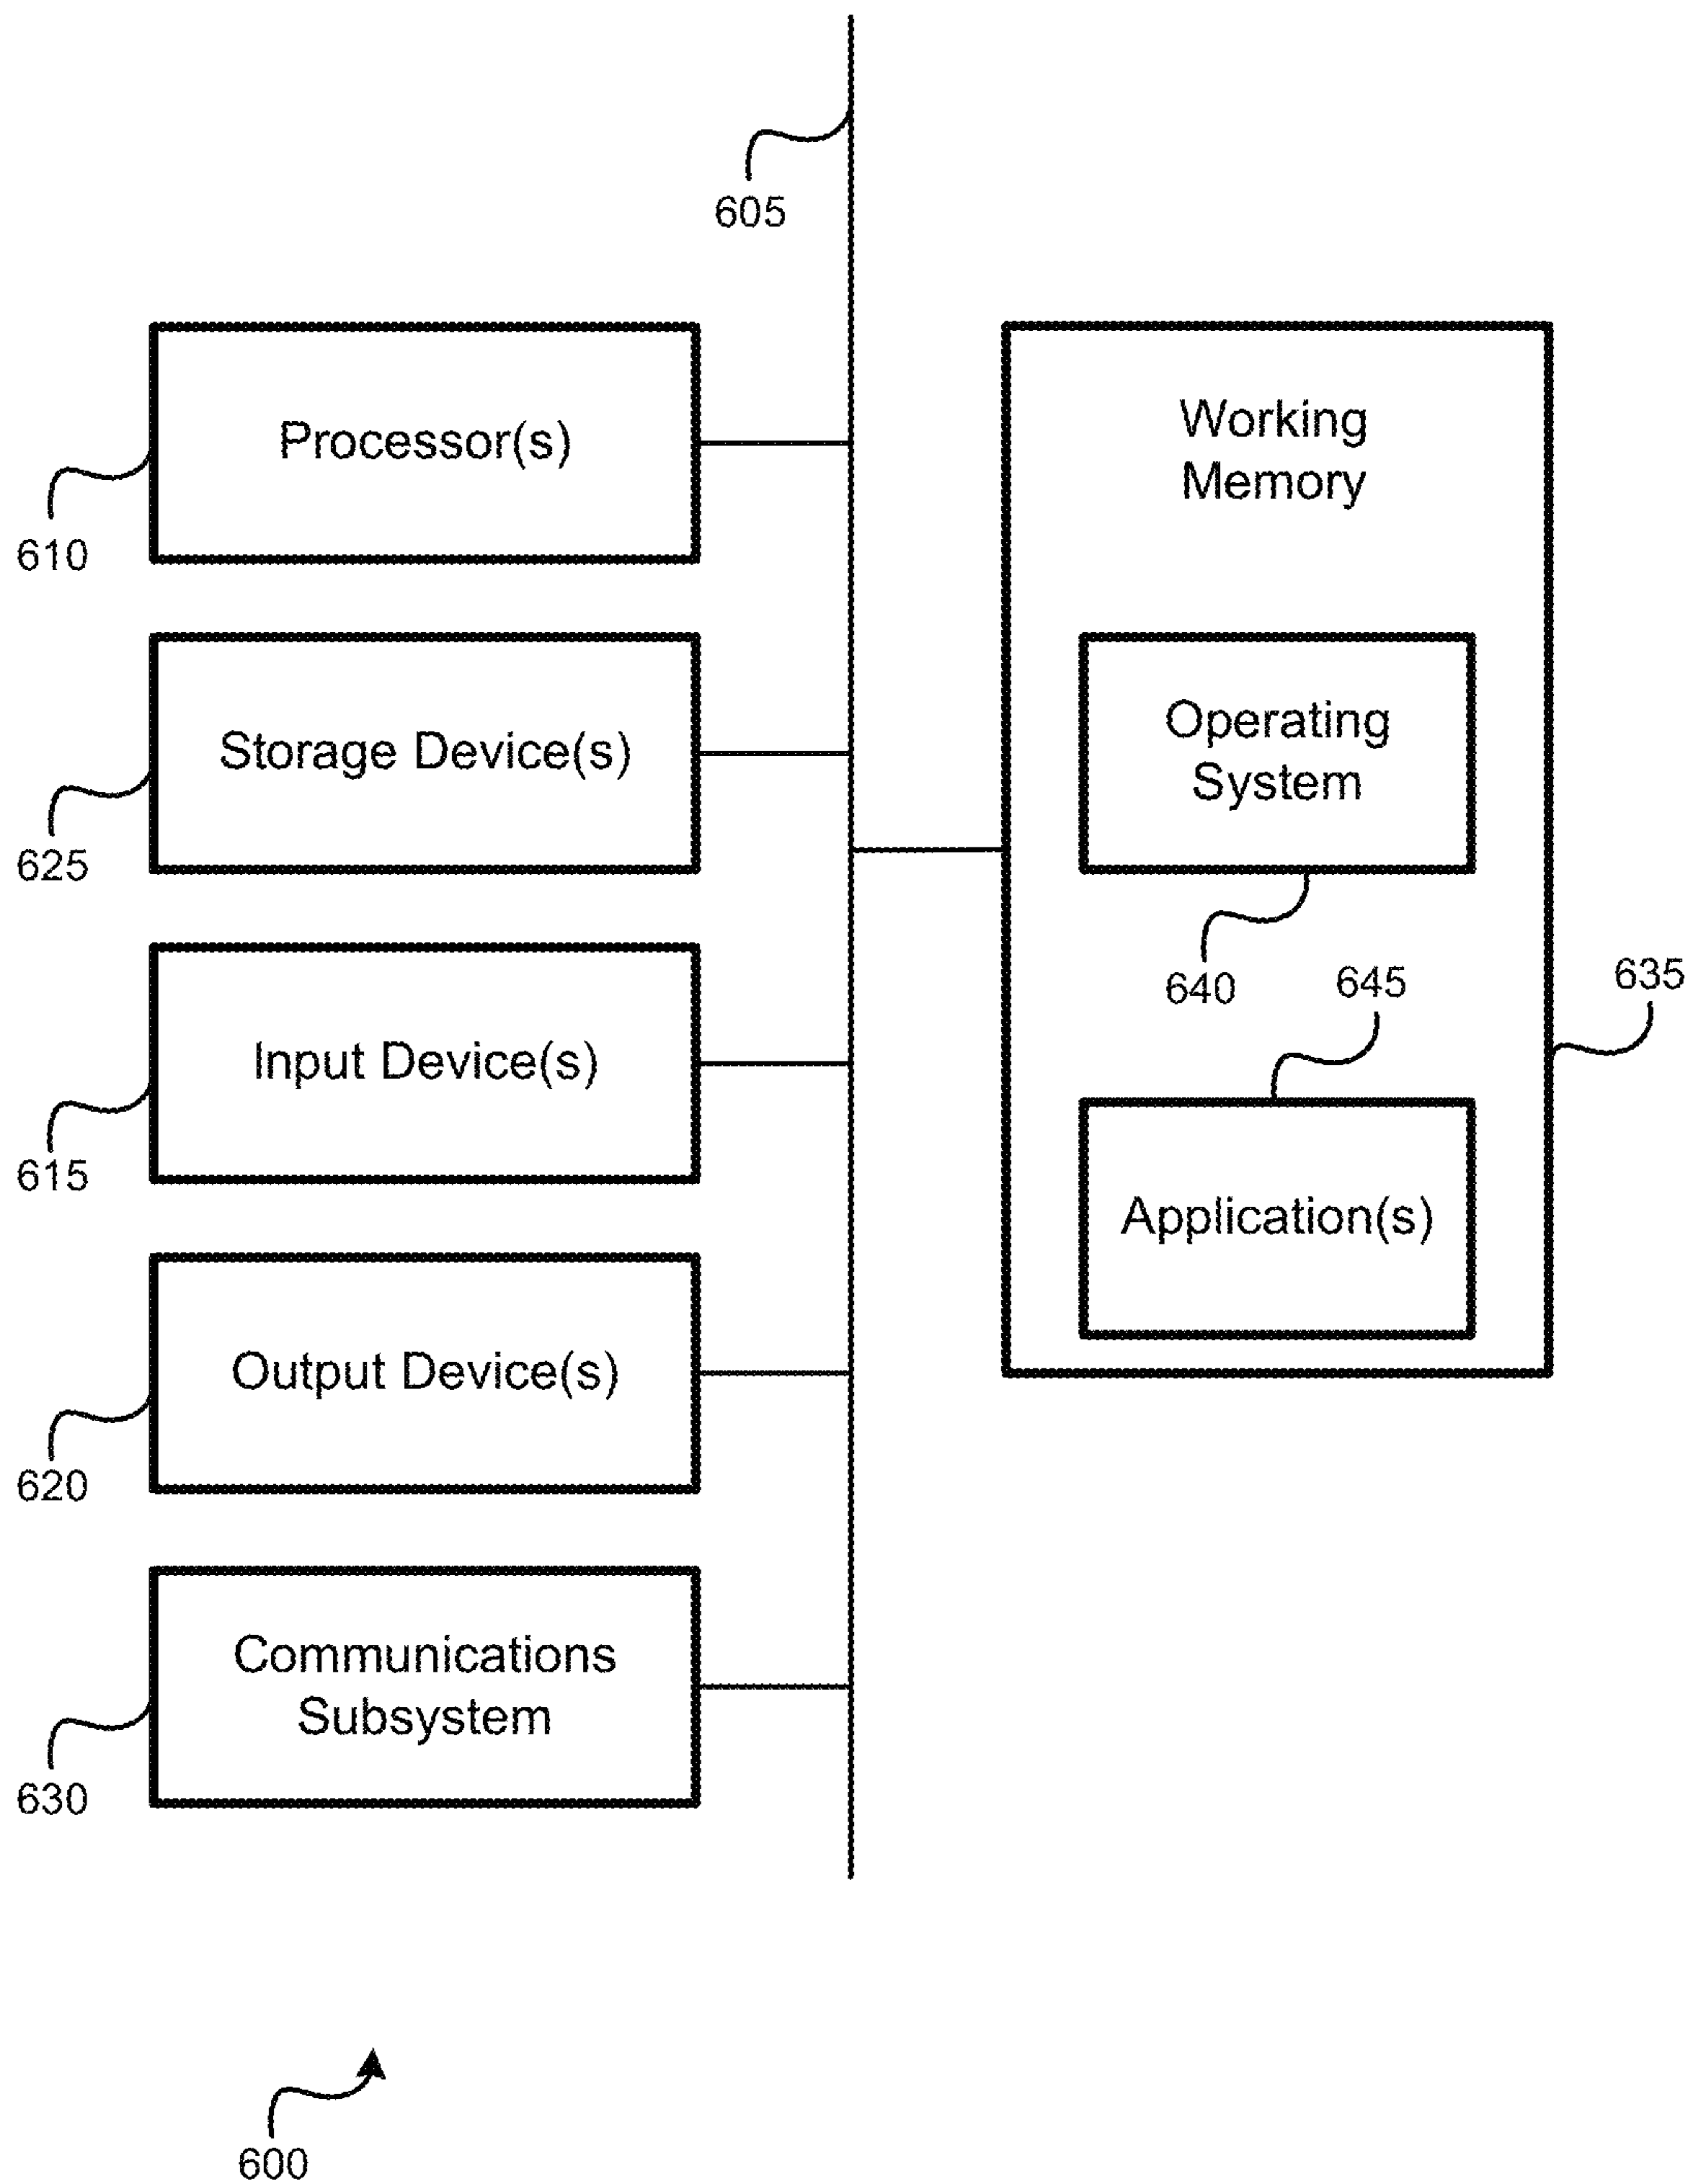 605
Processor(s)
610
Storage Device(s)
625
Input Device(s)
615
Output Device(s)
620
Communications
Subsystem
630
Working
Memory
Operating
System
640
645
635
Application(s)
600